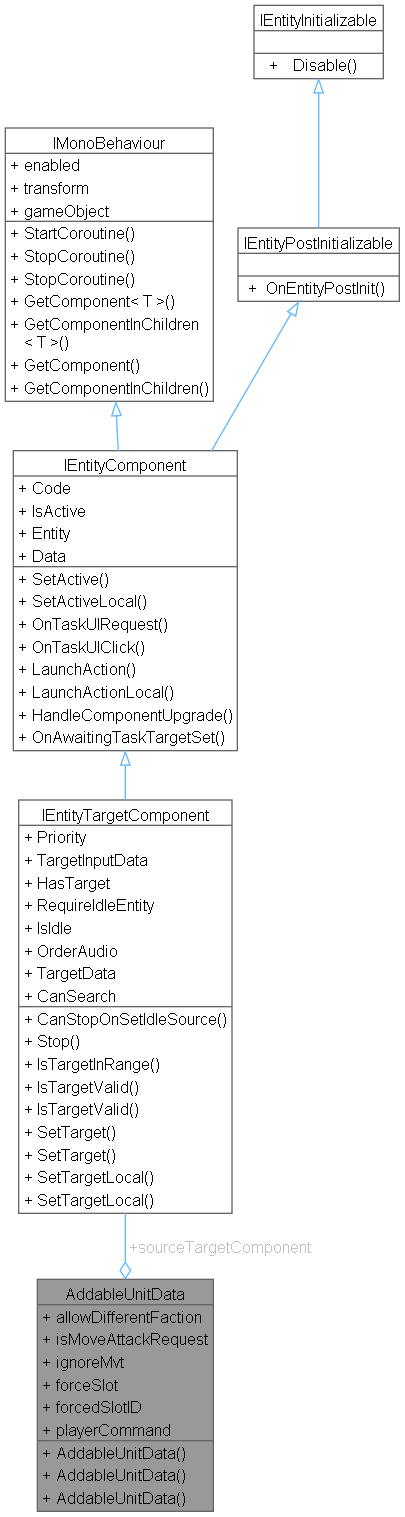 IEntityInitializable
+ Disable()
IMonoBehaviour
+ enabled
+ transform
+ gameObject
+ StartCoroutine()
+ StopCoroutine()
+ StopCoroutine()
+ GetComponent< T >()
+ GetComponentInChildren
< T >()
+ GetComponent()
+ GetComponentInChildren()
IEntityPostInitializable
+ OnEntityPostInit()
IEntityComponent
+ Code
+ IsActive
+ Entity
+ Data
+ SetActive()
+ SetActiveLocal()
+ OnTaskUIRequest()
+ OnTaskUIClick()
+ LaunchAction()
+ LaunchActionLocal()
+ HandleComponentUpgrade()
+ OnAwaitingTaskTargetSet()
IEntityTargetComponent
+ Priority
+ TargetInputData
+ HasTarget
+ RequireIdleEntity
+ IsIdle
+ OrderAudio
+ TargetData
+ CanSearch
+ CanStopOnSetIdleSource()
+ Stop()
+ IsTargetInRange()
+ IsTargetValid()
+ IsTargetValid()
+ SetTarget()
+ SetTarget()
+ SetTargetLocal()
+ SetTargetLocal()
+sourceTargetComponent
AddableUnitData
+ allowDifferentFaction
+ isMoveAttackRequest
+ ignoreMvt
+ forceSlot
+ forcedSlotID
+ playerCommand
+ AddableUnitData()
+ AddableUnitData()
+ AddableUnitData()